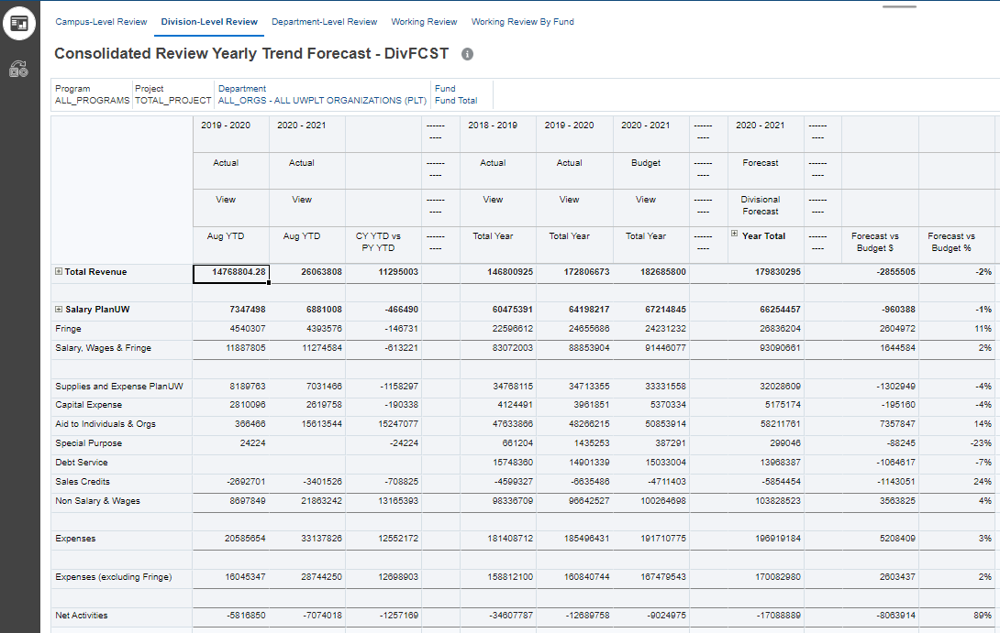 Campus-Level Review Division-Level Review Department-Level Review Working Review Working Review By Fund
Consolidated Review Yearly Trend Forecast - DivFCST
Program Project Department Fund
ALL_PROGRAMS TOTAL_PROJECT ALL_ORGS - ALL UWPLT ORGANIZATIONS (PLT) Fund Total
2019 - 2020 2020 - 2021 ------ 2018 - 2019 2019 - 2020 2020 - 2021 ------ 2020 - 2021 ------
---- ---- ----
Actual Actual ------ Actual Actual Budget ------ Forecast ------
---- ---- ----
View View ------ View View View ------ Divisional ------
---- ---- Forecast ----
Aug YTD Aug YTD CY YTD vs ------ Total Year Total Year Total Year ------ Year Total ------ Forecast vs Forecast vs
PY YTD ---- ---- ---- Budget $ Budget %
Total Revenue 14768804.28 26063808 11295003 146800925 172806673 182685800 179830295 -2855505 -2%
Salary PlanUW 7347498 6881008 -466490 60475391 64198217 67214845 66254457 -960388 -1%
Fringe 4540307 4393576 -146731 22596612 24655686 24231232 26836204 2604972 11%
Salary, Wages & Fringe 11887805 11274584 -613221 83072003 88853904 91446077 93090661 1644584 2%
Supplies and Expense PlanUW 8189763 7031466 -1158297 34768115 34713355 33331558 32028609 -1302949 -4%
Capital Expense 2810096 2619758 -190338 4124491 3961851 5370334 5175174 -195160 -4%
Aid to Individuals & Orgs 366466 15613544 15247077 47633866 48266215 50853914 58211761 7357847 14%
Special Purpose 24224 -24224 661204 1435253 387291 299046 -88245 -23%
Debt Service 15748360 14901339 15033004 13968387 -1064617 -7%
Sales Credits -2692701 -3401526 -708825 -4599327 -6635486 -4711403 -5854454 -1143051 24%
Non Salary & Wages 8697849 21863242 13165393 98336709 96642527 100264698 103828523 3563825 4%
Expenses 20585654 33137826 12552172 181408712 185496431 191710775 196919184 5208409 3%
Expenses (excluding Fringe) 16045347 28744250 12698903 158812100 160840744 167479543 170082980 2603437 2%
Net Activities -5816850 -7074018 -1257169 -34607787 -12689758 -9024975 -17088889 -8063914 89%